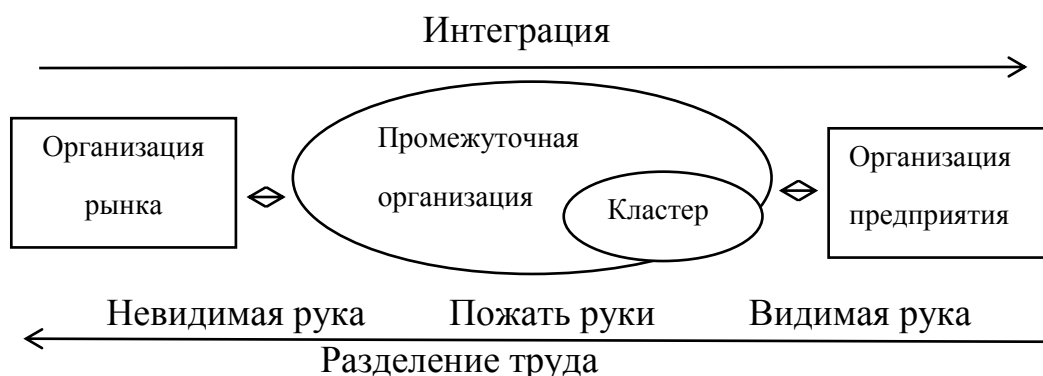 Интеграция
Организация
рынка
Промежуточная
организация
Кластер
Организация
предприятия
Невидимая рука
Пожать руки
Видимая рука
Разделение труда